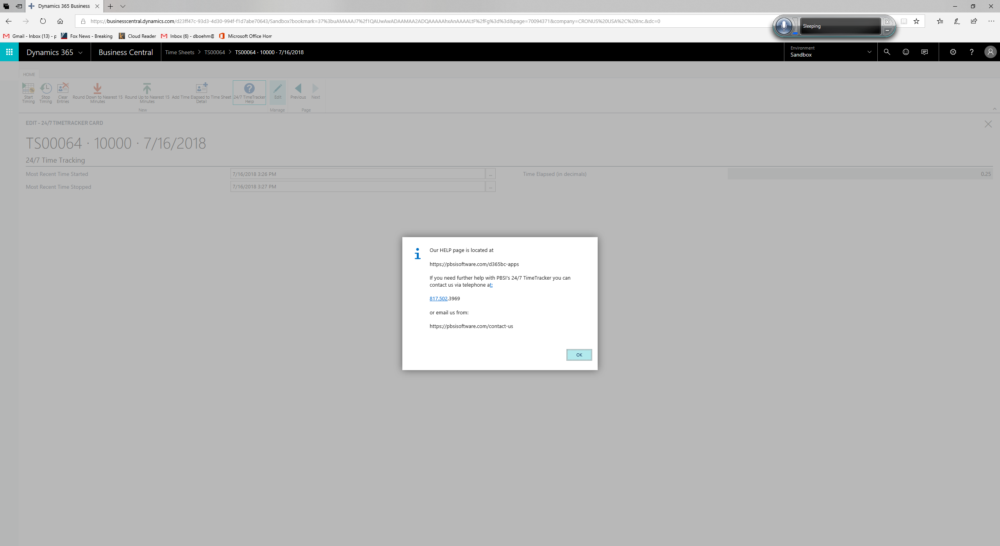 Dynamics 365 Business
https://businesscentral.dynamics.com/d23ff47c-93d3-4d30-994f-f1d7abe70643/Sandbox?bookmark=37%3buAMAAAJ7%2f1QAUwAwADAAMAA2ADQAAAAAhxAnAAAALtF%2fFg%3d%3d&page=70094371&company=CRONUS%20USA%2C%20Inc.&dc=0
Sleeping
Gmail - Inbox (13) - p
Fox News - Breaking
Cloud Reader
Inbox (6) - dboehm@
Microsoft Office Hom
Dynamics 365
Business Central
Time Sheets > TS00064 > TS00064 · 10000 · 7/16/2018
Environment
Sandbox
HOME
Start
Timing
Stop
Timing
Clear
Entries
Round Down to Nearest 15
Minutes
Round Up to Nearest 15
Minutes
Add Time Elapsed to Time Sheet
Detail
24/7 TimeTracker
Help
Edit
Previous
Next
New
Manage
Page
EDIT - 24/7 TIMETRACKER CARD
TS00064 · 10000 · 7/16/2018
24/7 Time Tracking
Most Recent Time Started
7/16/2018 3:26 PM
...
Time Elapsed (in decimals)
0.25
Most Recent Time Stopped
7/16/2018 3:27 PM
...
Our HELP page is located at
https://pbsisoftware.com/d365bc-apps
If you need further help with PBSI's 24/7 TimeTracker you can
contact us via telephone at:
817.502.3969
or email us from:
https://pbsisoftware.com/contact-us
OK